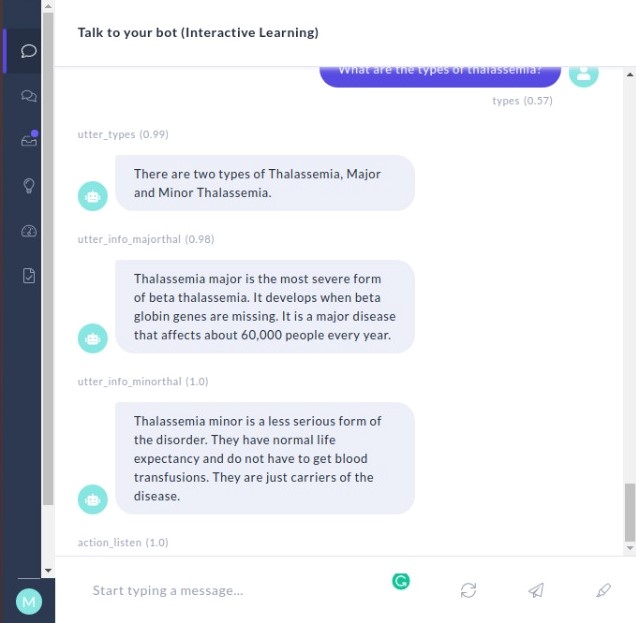 Talk to your bot (Interactive Learning)
What are the types of thalassemia?
types (0.57)
utter_types (0.99)
There are two types of Thalassemia, Major
and Minor Thalassemia.
utter_info_majorthal (0.98)
Thalassemia major is the most severe form
of beta thalassemia. It develops when beta
globin genes are missing. It is a major disease
that affects about 60,000 people every year.
utter_info_minorthal (1.0)
Thalassemia minor is a less serious form of
the disorder. They have normal life
expectancy and do not have to get blood
transfusions. They are just carriers of the
disease.
action_listen (1.0)
Start typing a message...
M